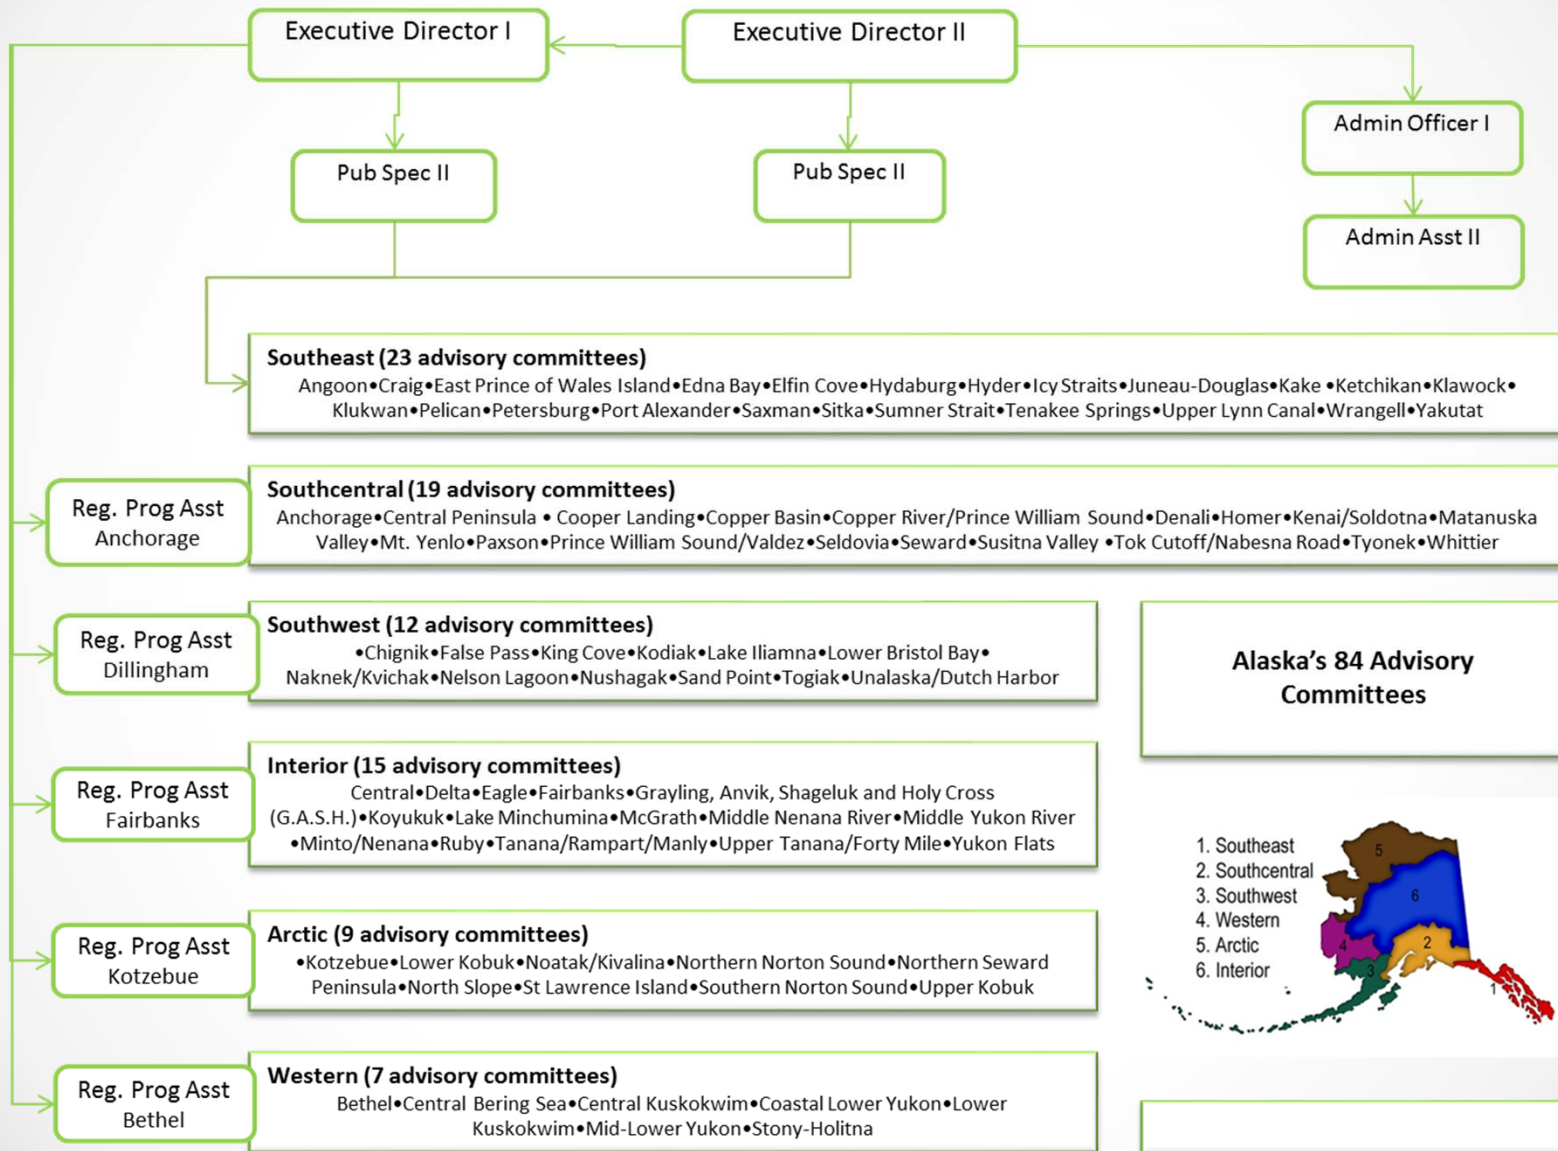 Executive Director I
Executive Director II
Admin Officer I
Pub Spec II
Pub Spec II
Admin Asst II
Southeast (23 advisory committees)
Angoon•Craig•East Prince of Wales Island•Edna Bay•Elfin Cove•Hydaburg•Hyder•Icy Straits•Juneau-Douglas•Kake •Ketchikan•Klawock•
Klukwan•Pelican•Petersburg•Port Alexander•Saxman•Sitka•Sumner Strait•Tenakee Springs•Upper Lynn Canal•Wrangell•Yakutat
Reg. Prog Asst
Anchorage
Southcentral (19 advisory committees)
Anchorage•Central Peninsula • Cooper Landing•Copper Basin•Copper River/Prince William Sound•Denali•Homer•Kenai/Soldotna•Matanuska
Valley•Mt. Yenlo•Paxson•Prince William Sound/Valdez•Seldovia•Seward•Susitna Valley •Tok Cutoff/Nabesna Road•Tyonek•Whittier
Reg. Prog Asst
Dillingham
Southwest (12 advisory committees)
•Chignik•False Pass•King Cove•Kodiak•Lake Iliamna•Lower Bristol Bay•
Naknek/Kvichak•Nelson Lagoon•Nushagak•Sand Point•Togiak•Unalaska/Dutch Harbor
Alaska's 84 Advisory
Committees
Reg. Prog Asst
Fairbanks
Interior (15 advisory committees)
Central•Delta•Eagle•Fairbanks•Grayling, Anvik, Shageluk and Holy Cross
(G.A.S.H.)•Koyukuk•Lake Minchumina•McGrath•Middle Nenana River•Middle Yukon River
•Minto/Nenana•Ruby•Tanana/Rampart/Manly•Upper Tanana/Forty Mile•Yukon Flats
Reg. Prog Asst
Kotzebue
Arctic (9 advisory committees)
•Kotzebue•Lower Kobuk•Noatak/Kivalina•Northern Norton Sound•Northern Seward
Peninsula•North Slope•St Lawrence Island•Southern Norton Sound•Upper Kobuk
1. Southeast
2. Southcentral
3. Southwest
4. Western
5. Arctic
6. Interior
5
6
4
2
3
1
Reg. Prog Asst
Bethel
Western (7 advisory committees)
Bethel•Central Bering Sea•Central Kuskokwim•Coastal Lower Yukon•Lower
Kuskokwim•Mid-Lower Yukon•Stony-Holitna